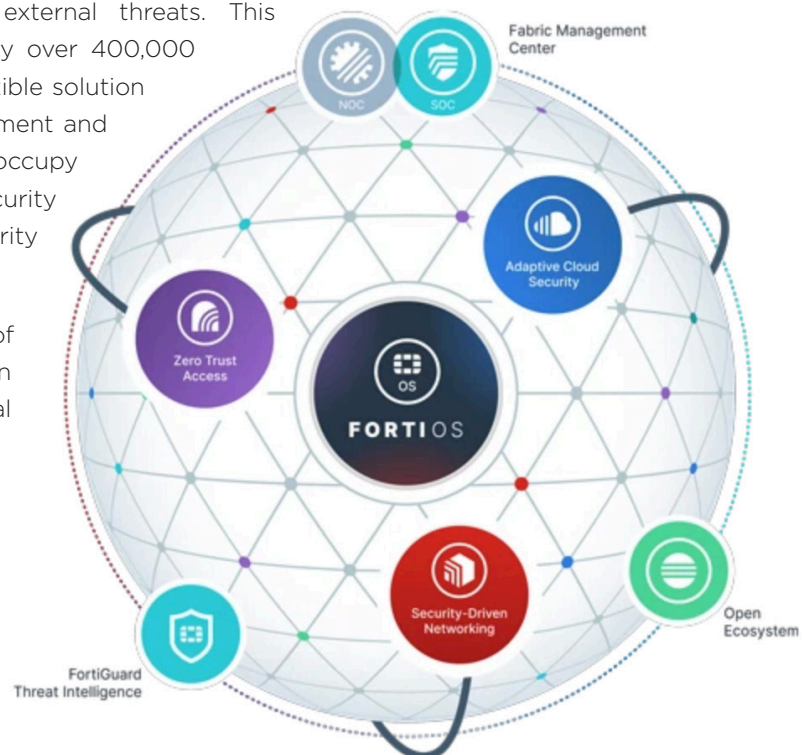 external threats. This
y over 400,000
tible solution
ment and
occupy
curity
rity
of
n
al
Fabric Management
Center
NOC
SOC
Adaptive Cloud
Security
Zero Trust
Access
OS
FORTIOS
Security-Driven
Networking
Open
Ecosystem
FortiGuard
Threat Intelligence